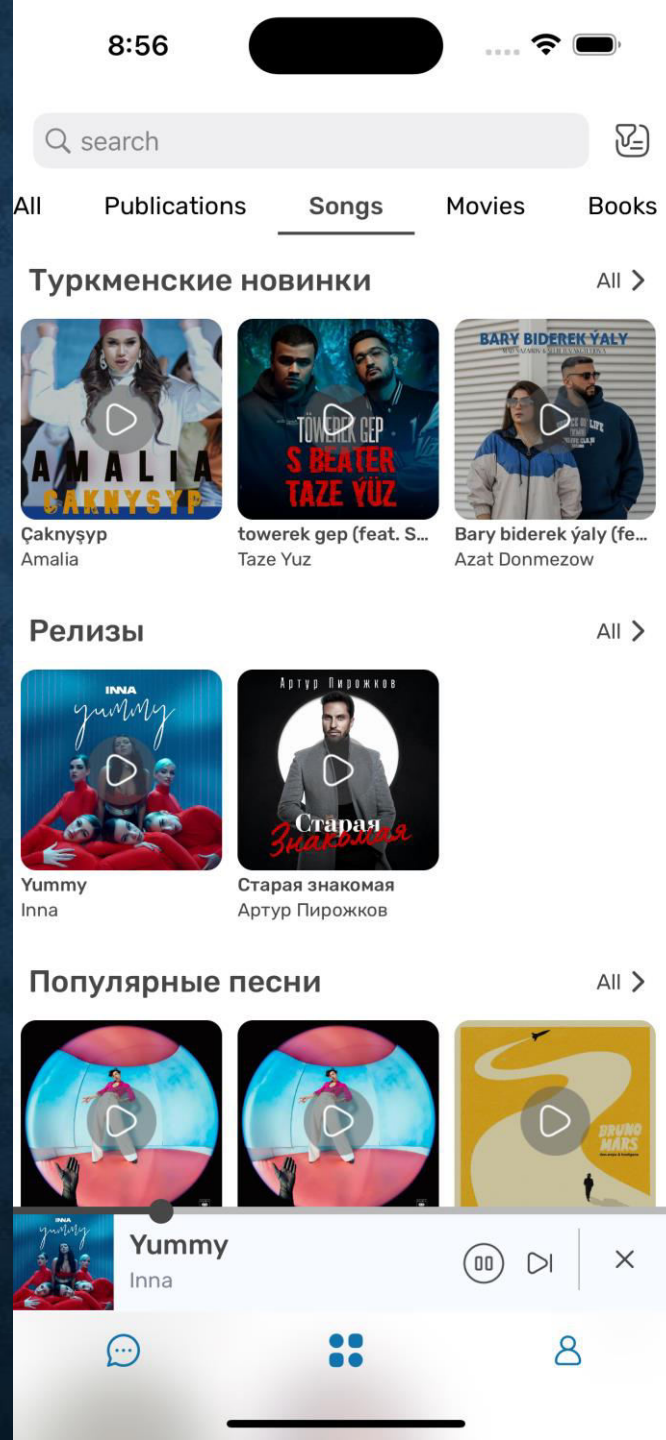 8:56
search
All Publications Songs Movies Books
Туркменские новинки All
AMALIA
ÇAKNYŞYP
TÖWEREK GEP
S BEATER
TAZE ÝÜZ
BARY BIDEREK ÝALY
Çaknyşyp
Amalia
towerek gep (feat. S...
Taze Yuz
Bary biderek ýaly (fe...
Azat Donmezow
Релизы All
INNA
yummy
Артур Пирожков
Старая
Знакомая
Yummy
Inna
Старая знакомая
Артур Пирожков
Популярные песни All
BRUNO
MARS
INNA
yummy
Yummy
Inna